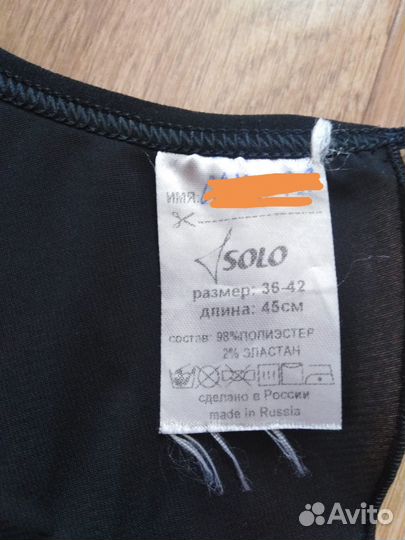 ИМЯ:
SOLO
размер: 36-42
длина: 45см
состав: 98%ПОЛИЭСТЕР
2% ЭЛАСТАН
сделано в России
made in Russia
Avito